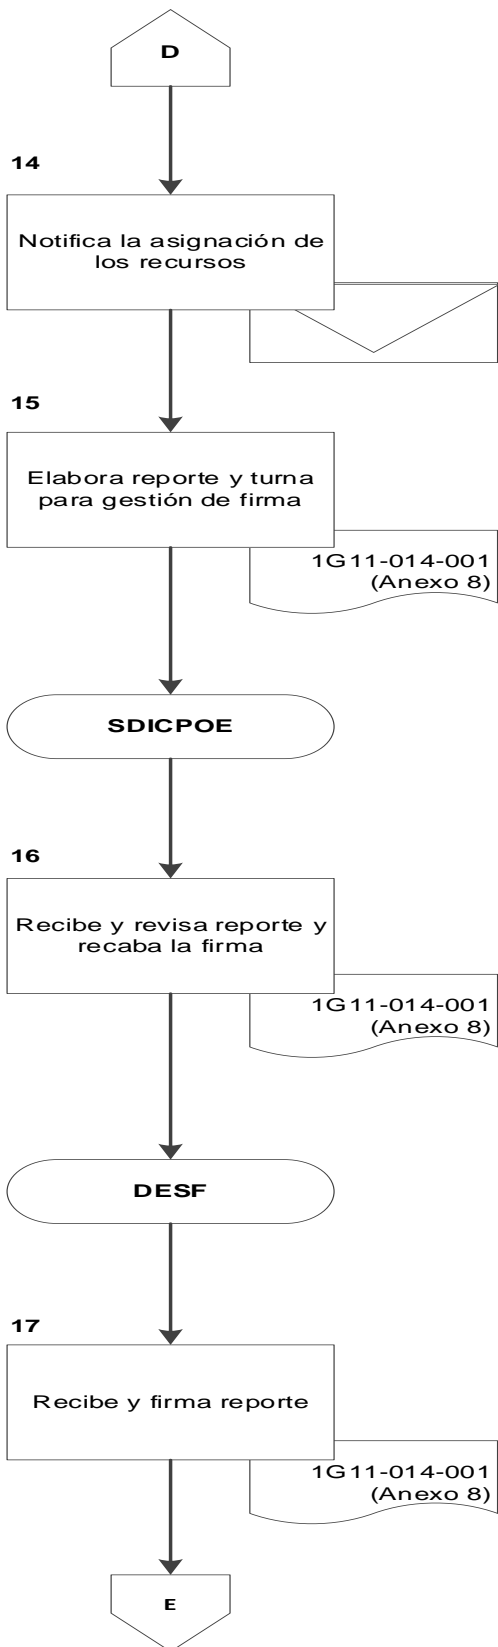 D
14
Notifica la asignación de
los recursos
15
Elabora reporte y turna
para gestión de firma
1G11-014-001
(Anexo 8)
SDICPOE
16
Recibe y revisa reporte y
recaba la firma
1G11-014-001
(Anexo 8)
DESF
17
Recibe y firma reporte
1G11-014-001
(Anexo 8)
E